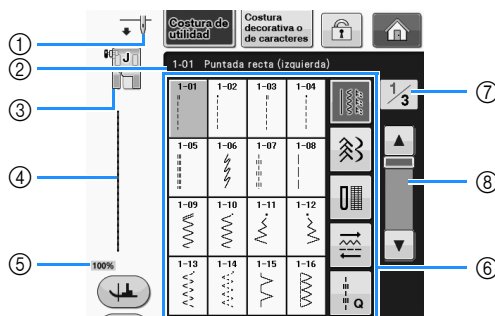 Costura de utilidad
Costura decorativa o de caracteres
① 
② 1-01 Puntada recta (izquierda)
J
③
1/3
⑦
1-01 1-02 1-03 1-04
④
1-05 1-06 1-07 1-08
⑧
1-09 1-10 1-11 1-12
⑤ 100%
⑥
1-13 1-14 1-15 1-16
Q